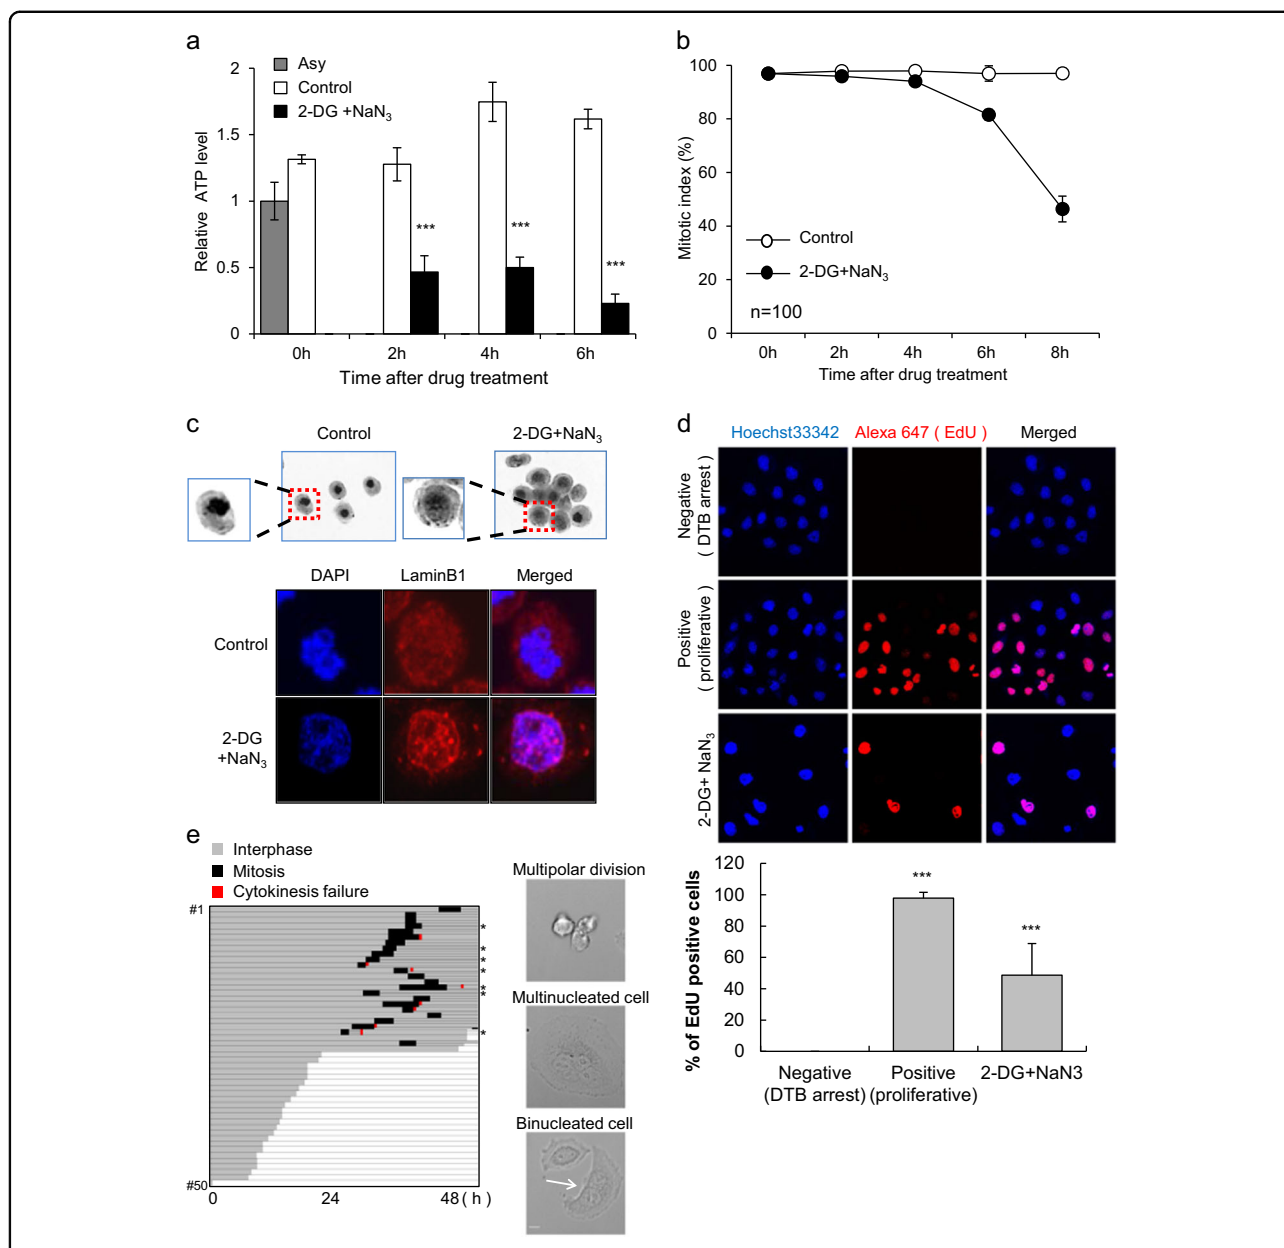 a
Asy
Control
2-DG +NaN₃
2
1.5
1
0.5
0
Relative ATP level
***
***
***
0h
2h
4h
6h
Time after drug treatment
b
100
80
60
40
20
0
Mitotic index (%)
Control
2-DG+NaN₃
n=100
0h
2h
4h
6h
8h
Time after drug treatment
c
Control
2-DG+NaN₃
DAPI
LaminB1
Merged
Control
2-DG
+NaN₃
d
Hoechst33342
Alexa 647 ( EdU )
Merged
Negative
( DTB arrest )
Positive
( proliferative )
2-DG+ NaN₃
120
100
80
60
40
20
0
% of EdU positive cells
***
***
Negative
(DTB arrest)
Positive
(proliferative)
2-DG+NaN3
e
Interphase
Mitosis
Cytokinesis failure
#1
*
*
*
*
*
*
*
#50
0
24
48 ( h )
Multipolar division
Multinucleated cell
Binucleated cell